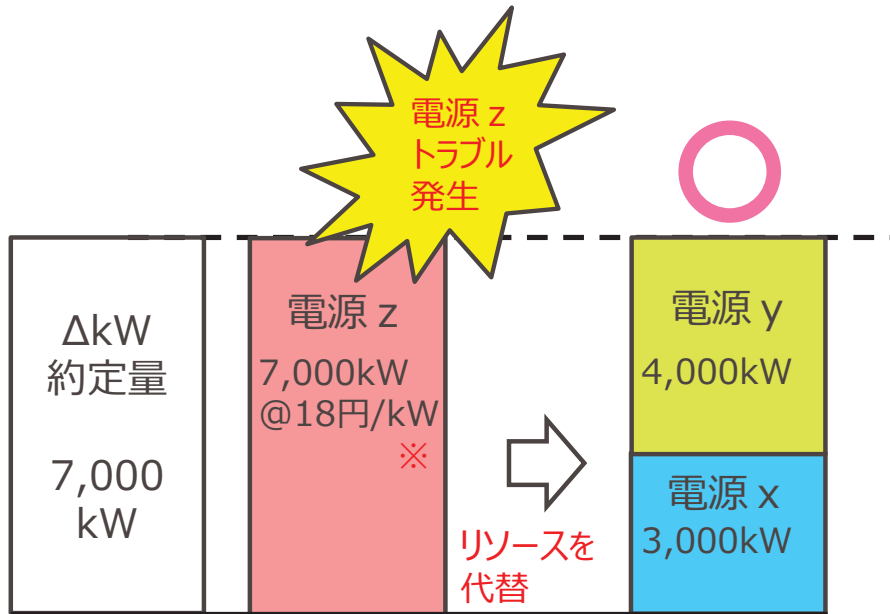 電源 z
トラブル
発生
ΔkW
約定量
7,000
kW
電源 z
7,000kW
@18円/kW
※
リソースを
代替
電源 y
4,000kW
電源 x
3,000kW